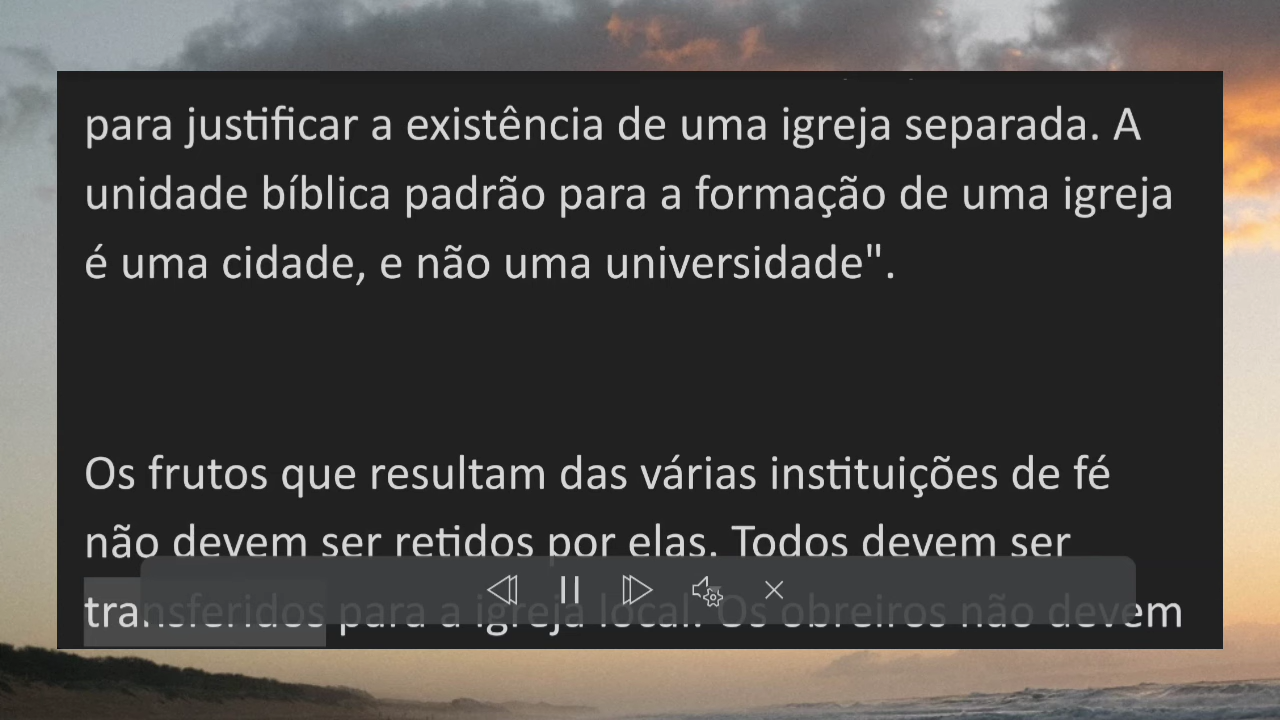 para justificar a existência de uma igreja separada. A
unidade bíblica padrão para a formação de uma igreja
é uma cidade, e não uma universidade".
Os frutos que resultam das várias instituições de fé
não devem ser retidos por elas. Todos devem ser
transferidos para a igreja local. Os obreiros não devem